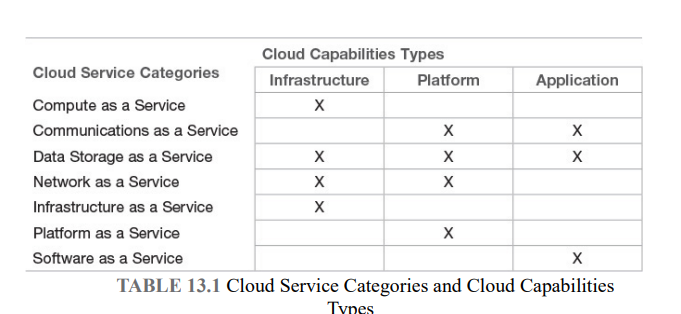 Cloud Capabilities Types
Cloud Service Categories
Infrastructure Platform Application
Compute as a Service X
Communications as a Service X X
Data Storage as a Service X X X
Network as a Service X X
Infrastructure as a Service X
Platform as a Service X
Software as a Service X
TABLE 13.1 Cloud Service Categories and Cloud Capabilities
Types